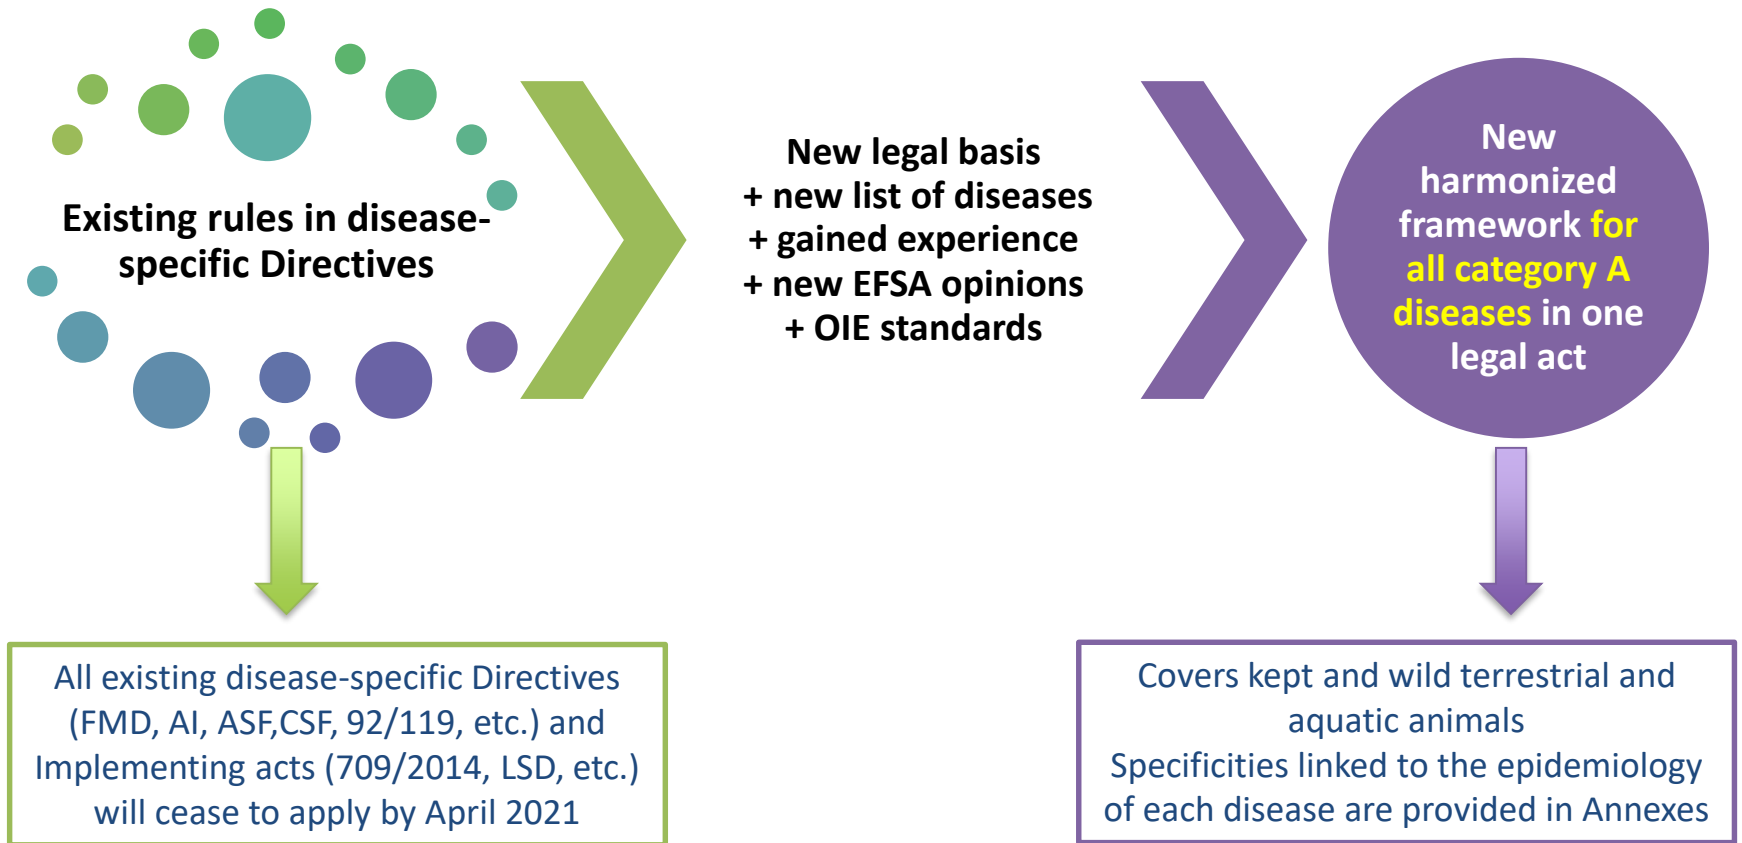 Existing rules in disease-
specific Directives
New legal basis
+ new list of diseases
+ gained experience
+ new EFSA opinions
+ OIE standards
New
harmonized
framework for
all category A
diseases in one
legal act
All existing disease-specific Directives
(FMD, AI, ASF,CSF, 92/119, etc.) and
Implementing acts (709/2014, LSD, etc.)
will cease to apply by April 2021
Covers kept and wild terrestrial and
aquatic animals
Specificities linked to the epidemiology
of each disease are provided in Annexes